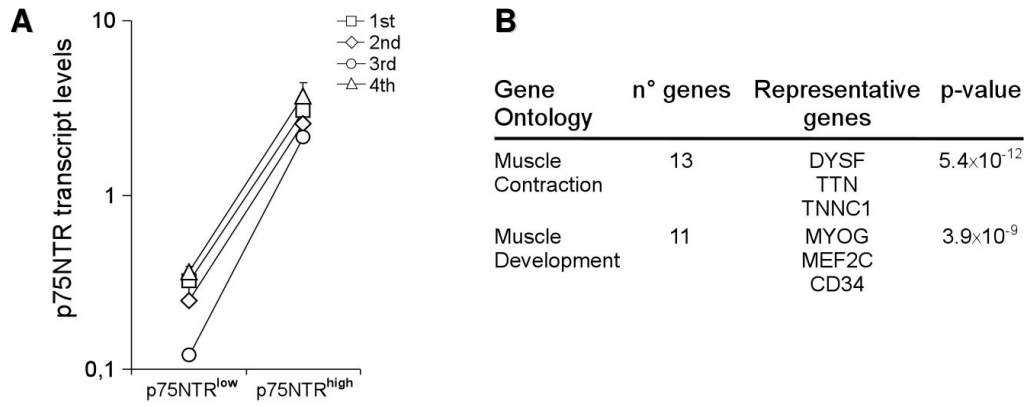 A
p75NTR transcript levels
10
1
0,1
p75NTRlow
p75NTRhigh
1st
2nd
3rd
4th
B
Gene Ontology n° genes Representative genes p-value
Muscle Contraction 13 DYSF 5.4×10-12
TTN
TNNC1
Muscle Development 11 MYOG 3.9×10-9
MEF2C
CD34